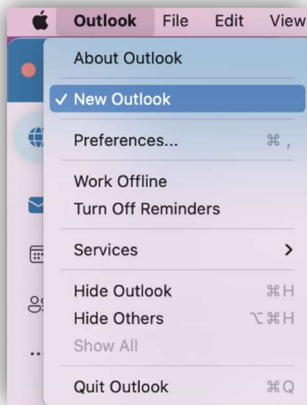 Outlook File Edit View
About Outlook
✓ New Outlook
Preferences... ⌘ ,
Work Offline
Turn Off Reminders
Services >
Hide Outlook ⌘ H
Hide Others ⌥ ⌘ H
Show All
Quit Outlook ⌘ Q